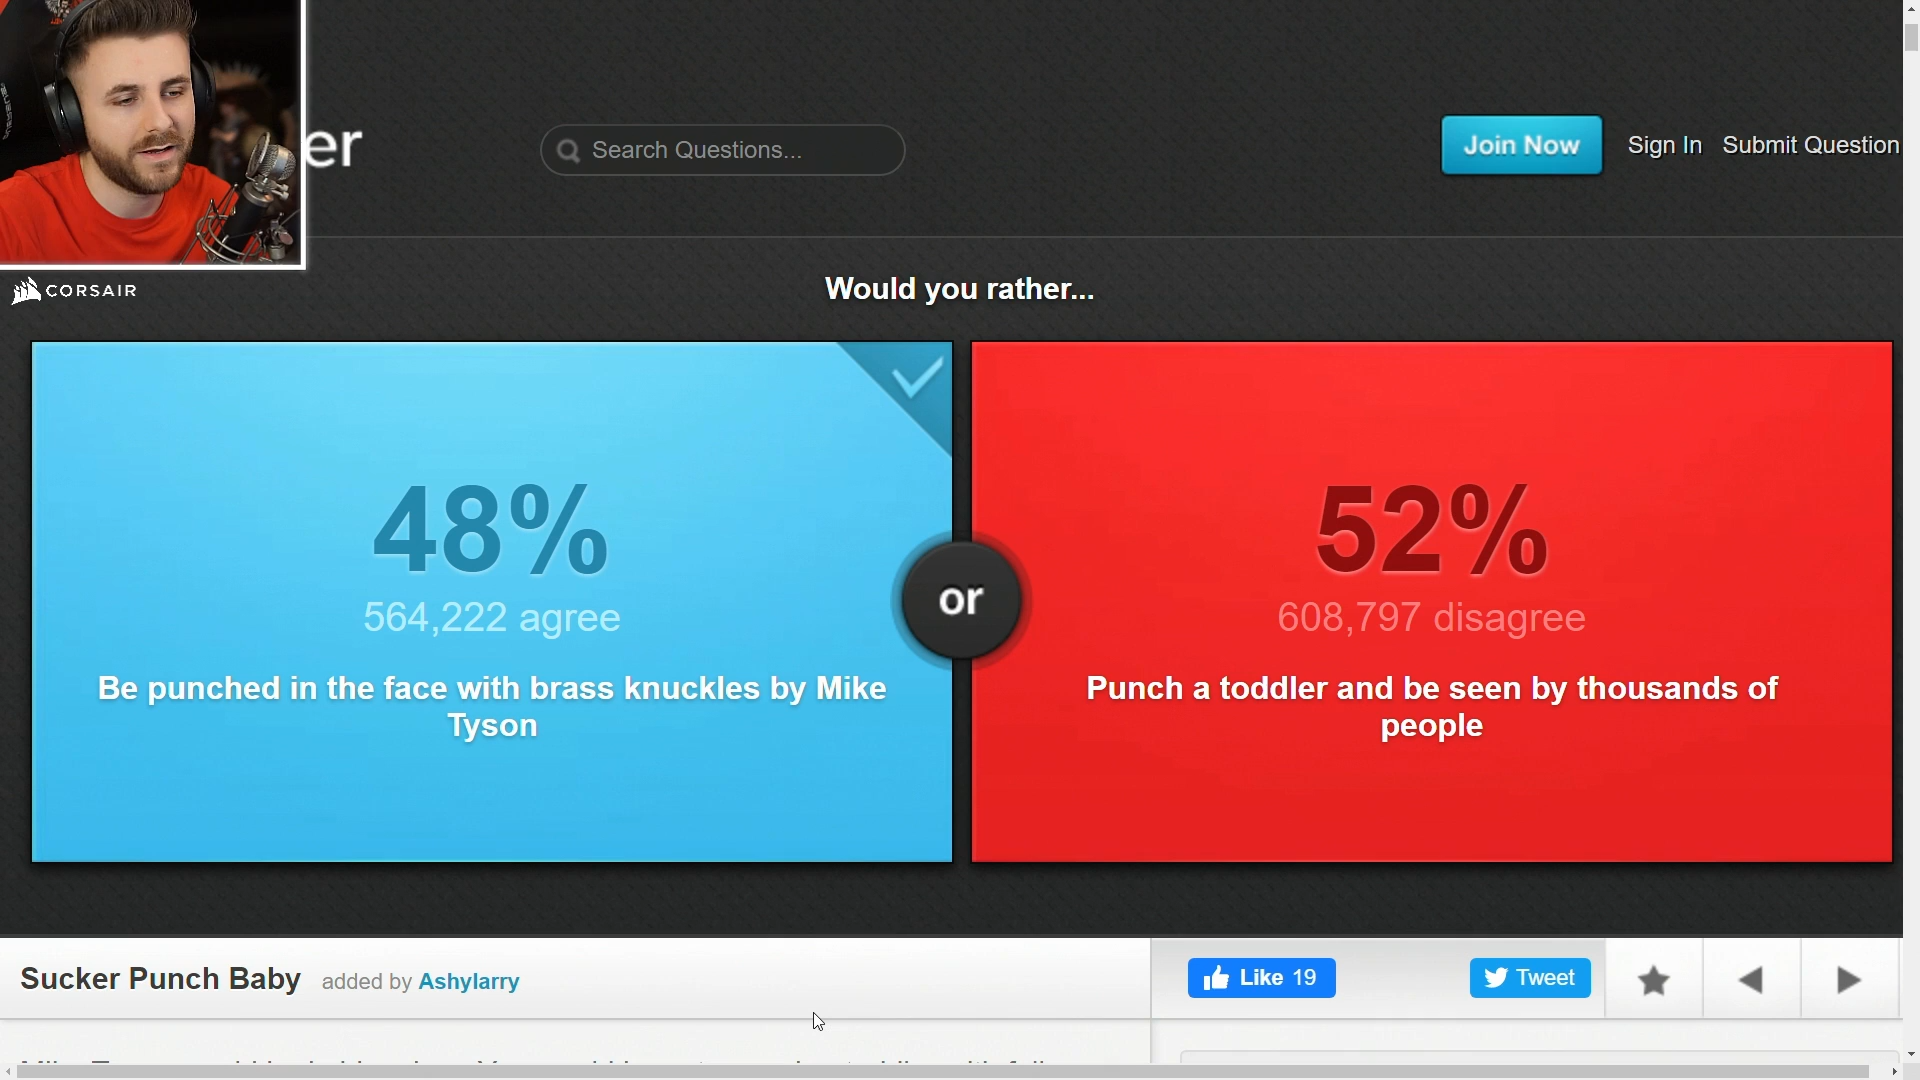 er
Search Questions...
Join Now
Sign In
Submit Question
CORSAIR
Would you rather...
48%
564,222 agree
Be punched in the face with brass knuckles by Mike
Tyson
or
52%
608,797 disagree
Punch a toddler and be seen by thousands of
people
Sucker Punch Baby added by Ashylarry
Like 19
Tweet